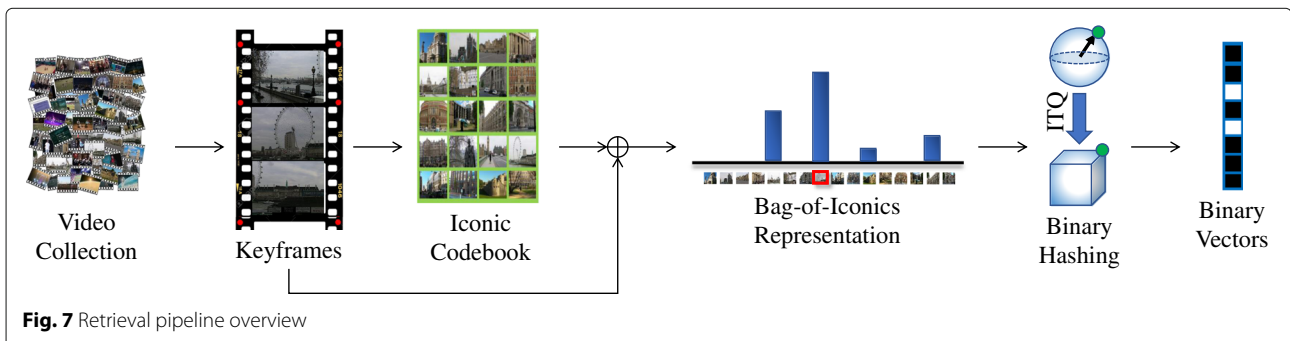 Video
Collection
Keyframes
Iconic
Codebook
Bag-of-Iconics
Representation
ITQ
Binary
Hashing
Binary
Vectors
Fig. 7 Retrieval pipeline overview